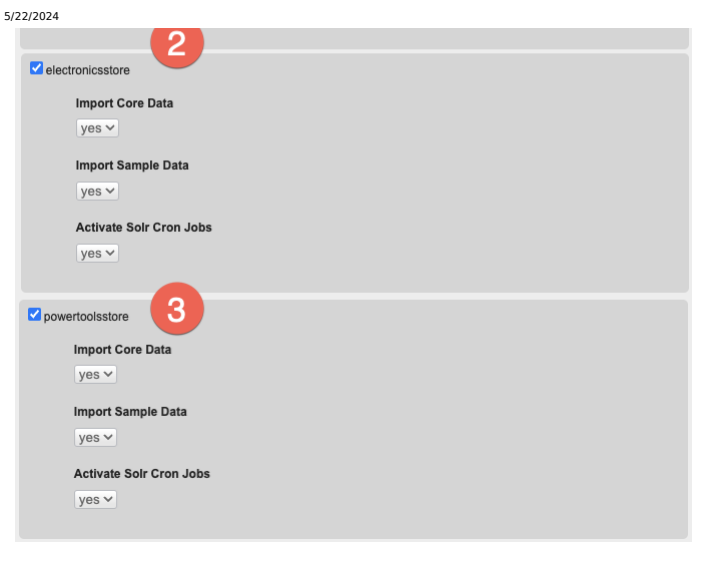 5/22/2024
2
electronicsstore
Import Core Data
yes
Import Sample Data
yes
Activate Solr Cron Jobs
yes
3
powertoolsstore
Import Core Data
yes
Import Sample Data
yes
Activate Solr Cron Jobs
yes